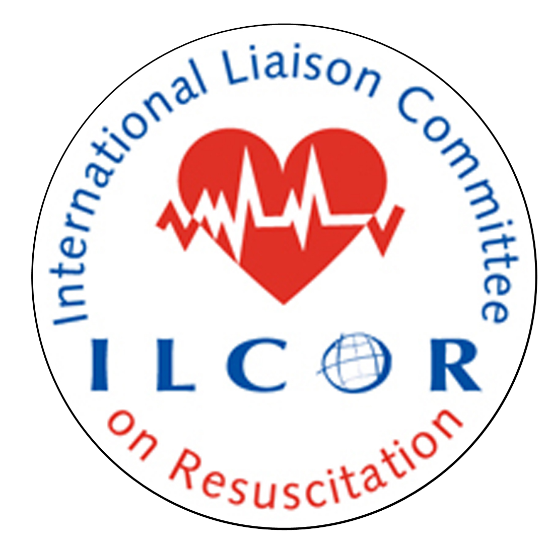 International Liaison Committee
ILCOR
on Resuscitation